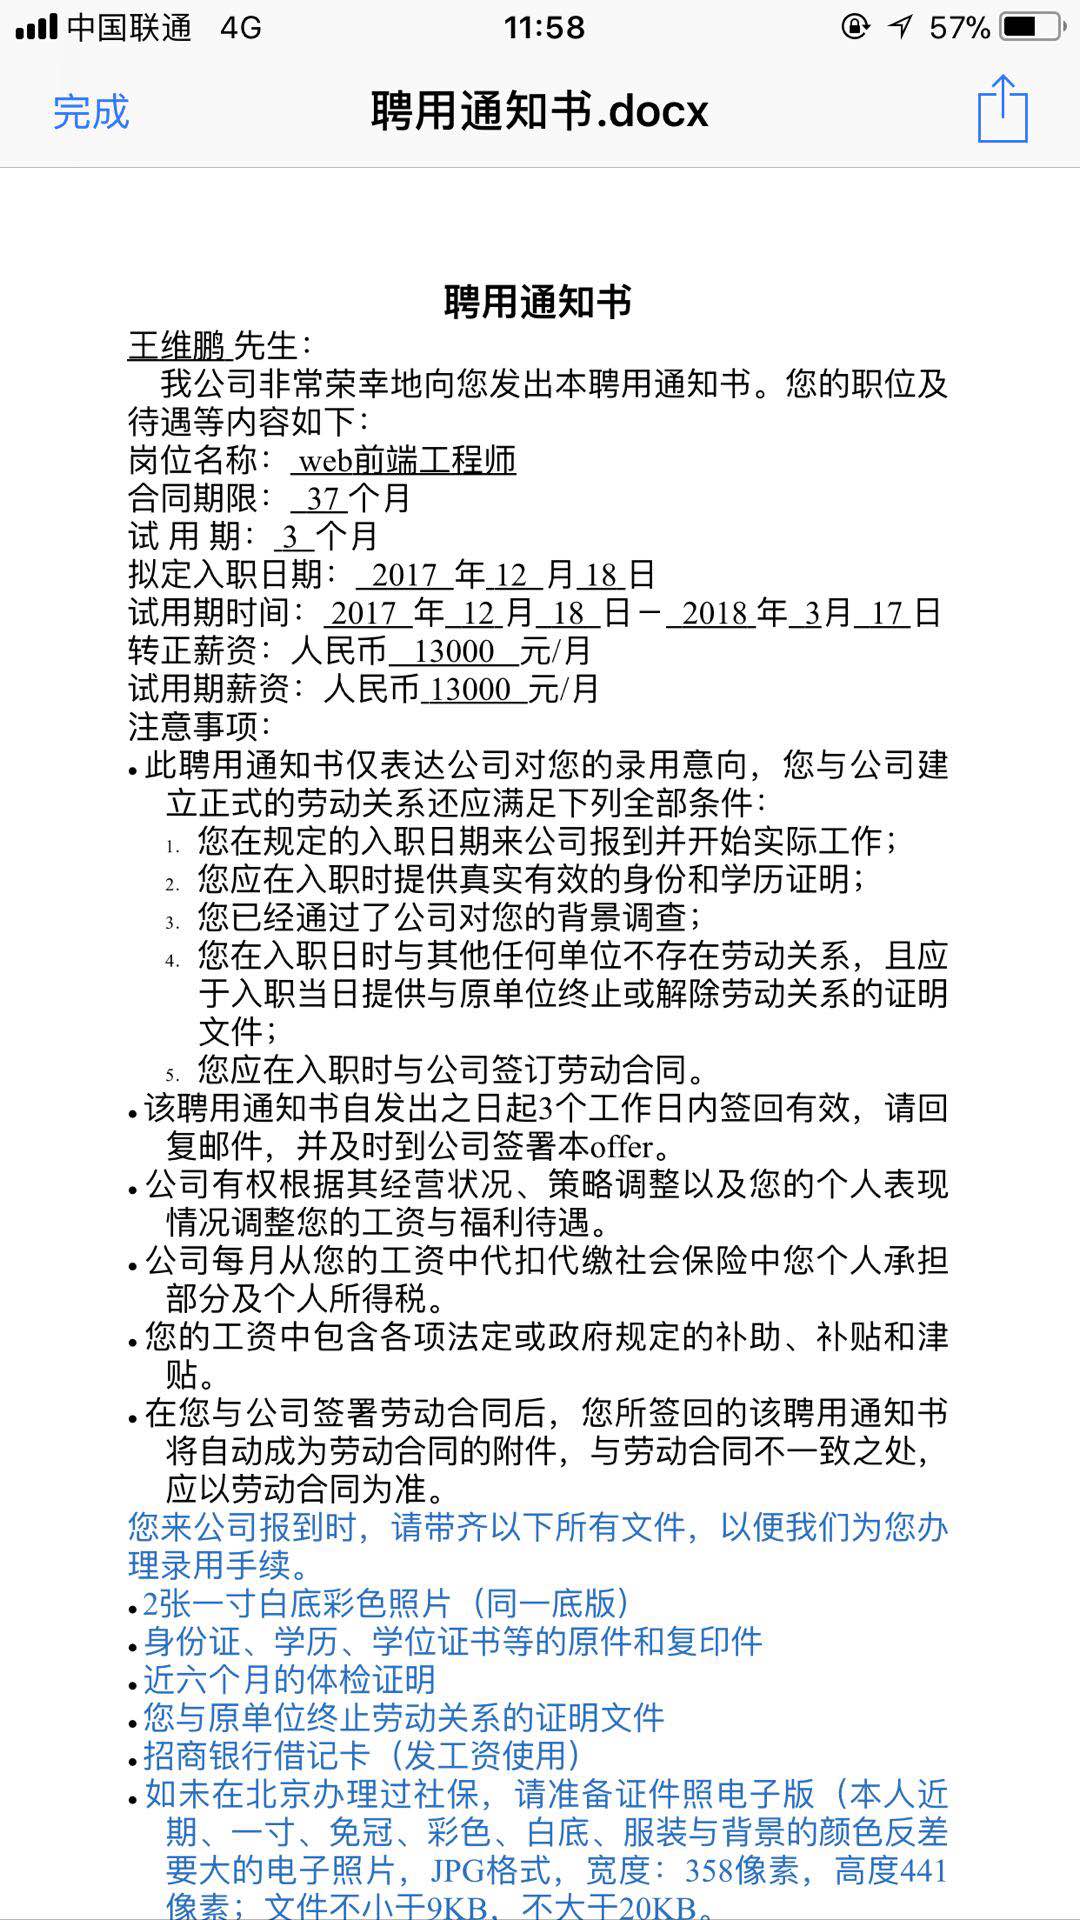 中国联通 4G 11:58 57%
完成 聘用通知书.docx
聘用通知书
王维鹏 先生：
我公司非常荣幸地向您发出本聘用通知书。您的职位及
待遇等内容如下：
岗位名称： web前端工程师
合同期限： 37 个月
试 用 期： 3 个月
拟定入职日期： 2017 年 12 月 18 日
试用期时间： 2017 年 12 月 18 日－ 2018 年 3月 17 日
转正薪资：人民币 13000 元/月
试用期薪资：人民币 13000 元/月
注意事项：
•此聘用通知书仅表达公司对您的录用意向，您与公司建
立正式的劳动关系还应满足下列全部条件：
1. 您在规定的入职日期来公司报到并开始实际工作；
2. 您应在入职时提供真实有效的身份和学历证明；
3. 您已经通过了公司对您的背景调查；
4. 您在入职日时与其他任何单位不存在劳动关系，且应
于入职当日提供与原单位终止或解除劳动关系的证明
文件；
5. 您应在入职时与公司签订劳动合同。
•该聘用通知书自发出之日起3个工作日内签回有效，请回
复邮件，并及时到公司签署本offer。
•公司有权根据其经营状况、策略调整以及您的个人表现
情况调整您的工资与福利待遇。
•公司每月从您的工资中代扣代缴社会保险中您个人承担
部分及个人所得税。
•您的工资中包含各项法定或政府规定的补助、补贴和津
贴。
•在您与公司签署劳动合同后，您所签回的该聘用通知书
将自动成为劳动合同的附件，与劳动合同不一致之处，
应以劳动合同为准。
您来公司报到时，请带齐以下所有文件，以便我们为您办
理录用手续。
•2张一寸白底彩色照片（同一底版）
•身份证、学历、学位证书等的原件和复印件
•近六个月的体检证明
•您与原单位终止劳动关系的证明文件
•招商银行借记卡（发工资使用）
•如未在北京办理过社保，请准备证件照电子版（本人近
期、一寸、免冠、彩色、白底、服装与背景的颜色反差
要大的电子照片，JPG格式，宽度：358像素，高度441
像素；文件不小于9KB，不大于20KB。